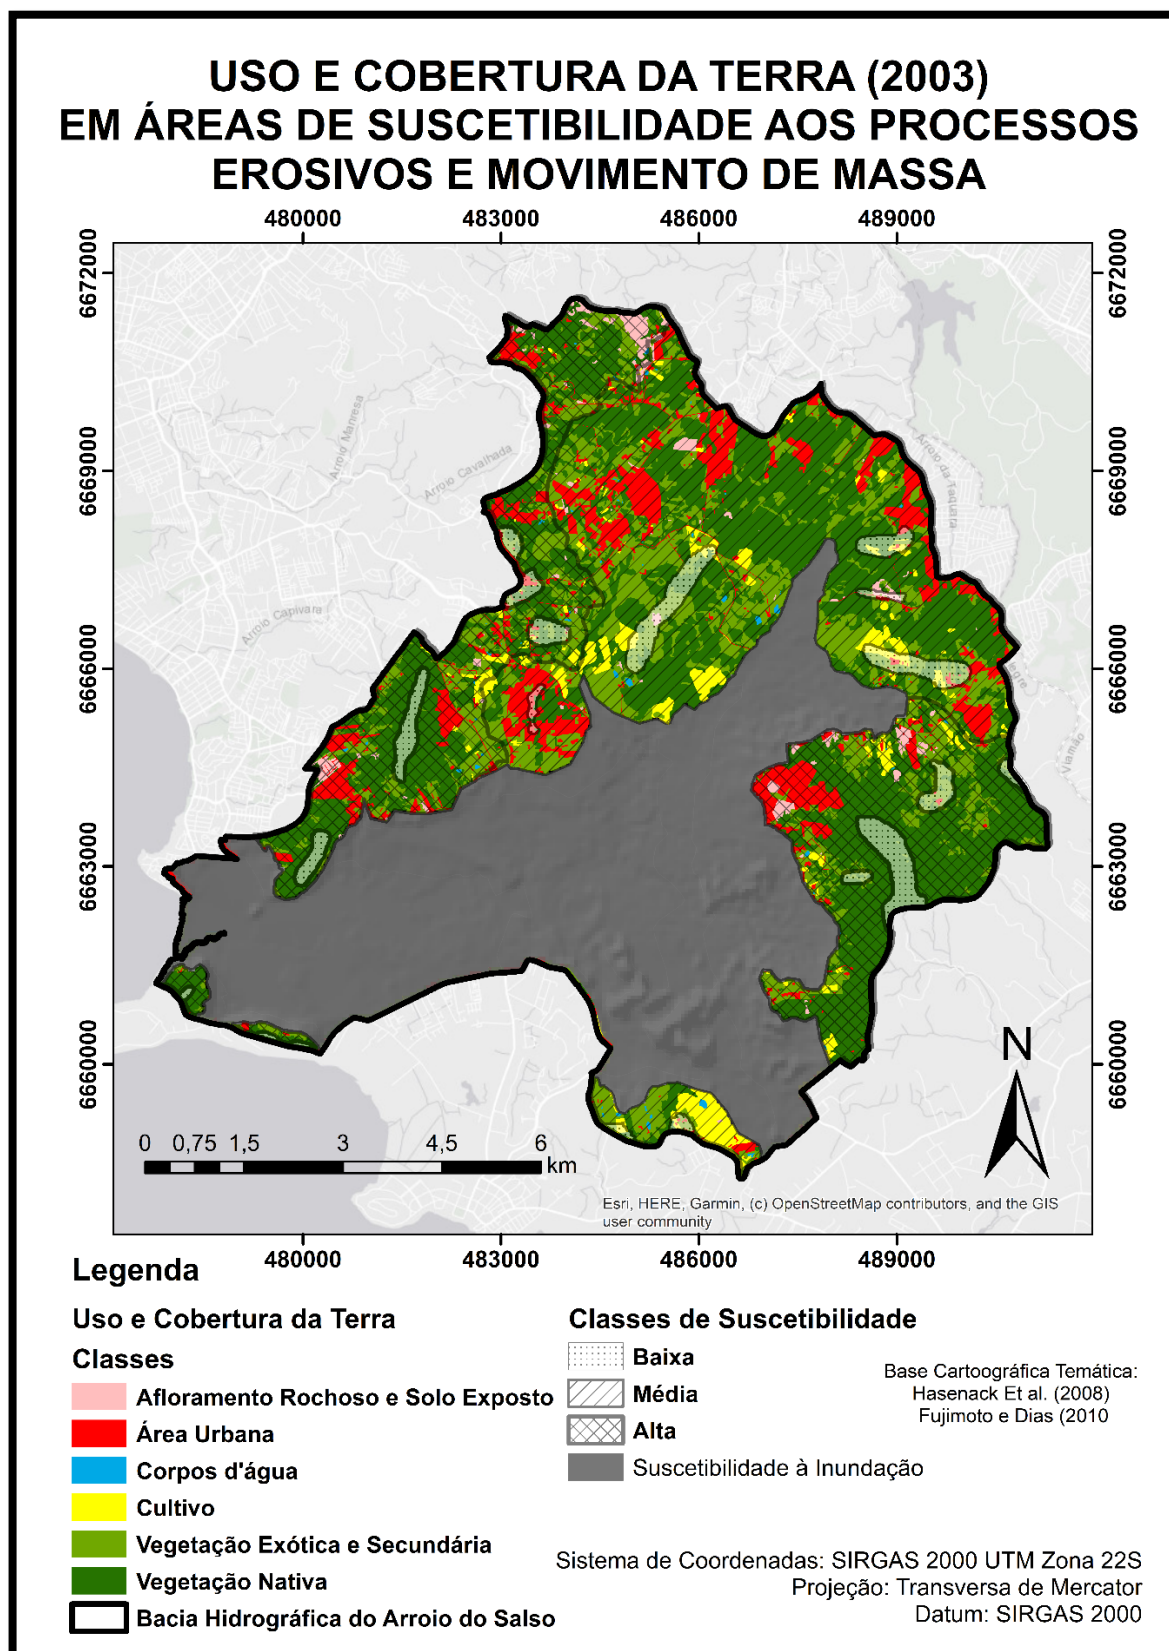 USO E COBERTURA DA TERRA (2003)
EM ÁREAS DE SUSCETIBILIDADE AOS PROCESSOS
EROSIVOS E MOVIMENTO DE MASSA
480000 483000 486000 489000
6672000 6672000
Arroio Manresa
Arroio Cavalhada
Arroio da Taquara
6669000 6669000
Arroio Capivara
6666000 6666000
Viamão
6663000 6663000
6660000 6660000
N
0 0,75 1,5 3 4,5 6
km
Esri, HERE, Garmin, (c) OpenStreetMap contributors, and the GIS
user community
480000 483000 486000 489000
Legenda
Uso e Cobertura da Terra
Classes
Afloramento Rochoso e Solo Exposto
Área Urbana
Corpos d'água
Cultivo
Vegetação Exótica e Secundária
Vegetação Nativa
Bacia Hidrográfica do Arroio do Salso
Classes de Suscetibilidade
Baixa
Média
Alta
Suscetibilidade à Inundação
Base Cartoográfica Temática:
Hasenack Et al. (2008)
Fujimoto e Dias (2010
Sistema de Coordenadas: SIRGAS 2000 UTM Zona 22S
Projeção: Transversa de Mercator
Datum: SIRGAS 2000